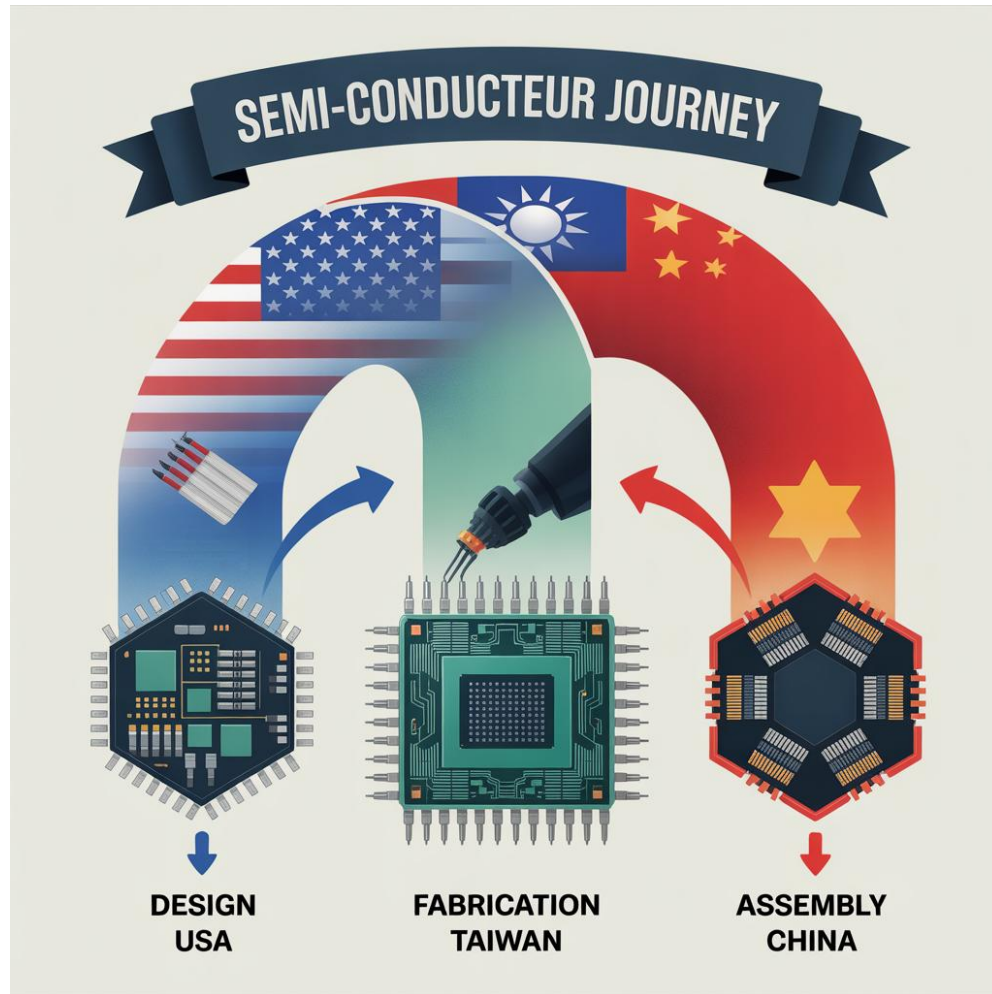 SEMI-CONDUCTEUR JOURNEY
DESIGN
USA
FABRICATION
TAIWAN
ASSEMBLY
CHINA